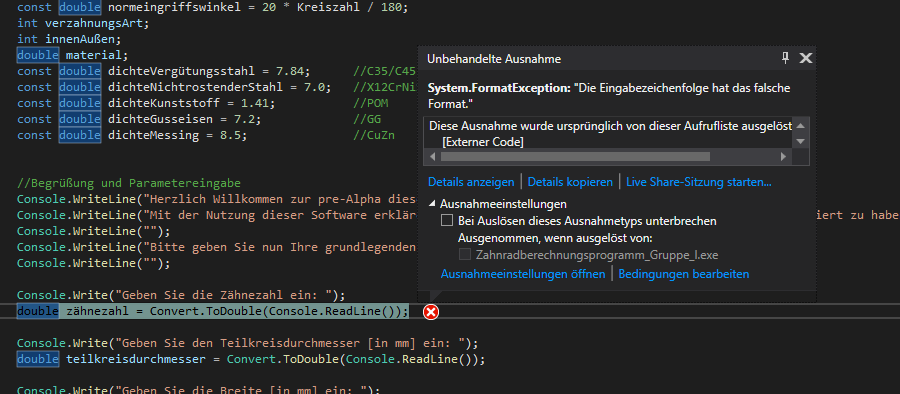 const double normeingriffswinkel = 20 * Kreiszahl / 180;
int verzahnungsArt;
int innenAußen;
double material;
const double dichteVergütungsstahl = 7.84; //C35/C45
const double dichteNichtrostenderStahl = 7.0; //X12CrNi
const double dichteKunststoff = 1.41; //POM
const double dichteGusseisen = 7.2; //GG
const double dichteMessing = 8.5; //CuZn
//Begrüßung und Parametereingabe
Console.WriteLine("Herzlich Willkommen zur pre-Alpha dies
Console.WriteLine("Mit der Nutzung dieser Software erklär
iert zu habe
Console.WriteLine("");
Console.WriteLine("Bitte geben Sie nun Ihre grundlegenden
Console.WriteLine("");
Console.Write("Geben Sie die Zähnezahl ein: ");
double zähnezahl = Convert.ToDouble(Console.ReadLine());
Console.Write("Geben Sie den Teilkreisdurchmesser [in mm] ein: ");
double teilkreisdurchmesser = Convert.ToDouble(Console.ReadLine());
Console.Write("Geben Sie die Breite [in mm] ein: ");
Unbehandelte Ausnahme
System.FormatException: "Die Eingabezeichenfolge hat das falsche
Format."
Diese Ausnahme wurde ursprünglich von dieser Aufrufliste ausgelöst
[Externer Code]
Details anzeigen | Details kopieren | Live Share-Sitzung starten...
Ausnahmeeinstellungen
Bei Auslösen dieses Ausnahmetyps unterbrechen
Ausgenommen, wenn ausgelöst von:
Zahnradberechnungsprogramm_Gruppe_I.exe
Ausnahmeeinstellungen öffnen | Bedingungen bearbeiten